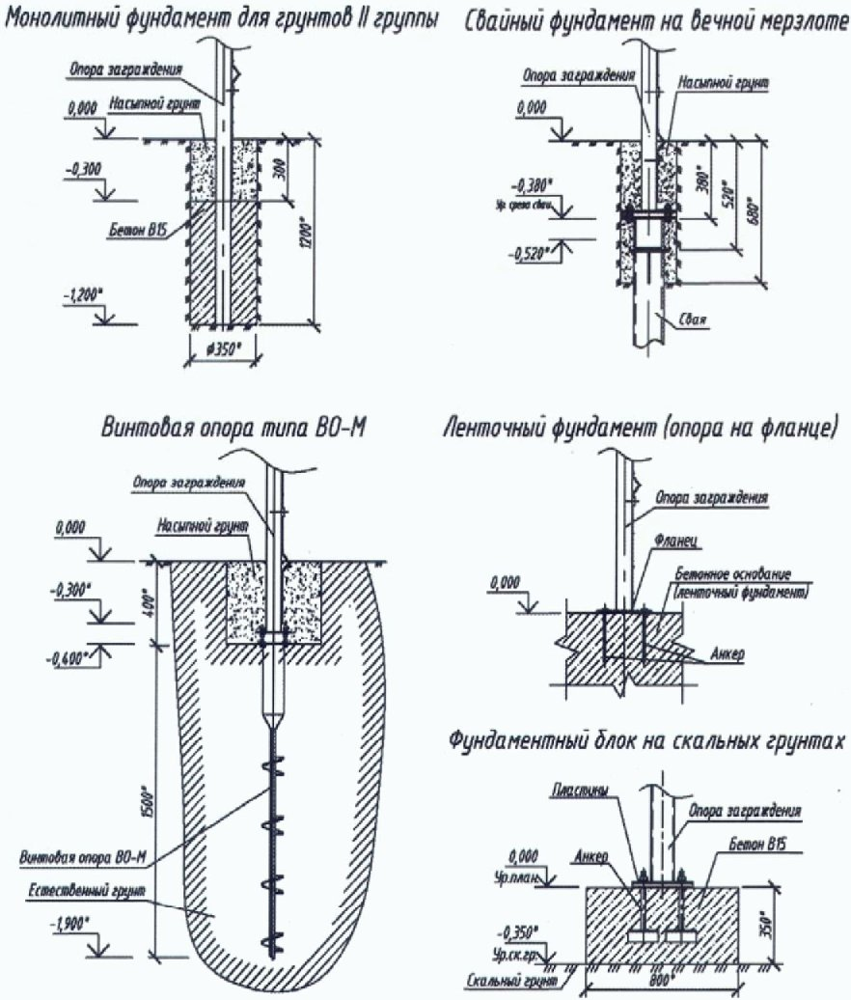 Монолитный фундамент для грунтов II группы
Опора заграждения
Насыпной грунт
0,000
-0,300
Бетон В15
-1,200*
300
1200*
ϕ350*
Свайный фундамент на вечной мерзлоте
Опора заграждения
Насыпной грунт
0,000
-0,380*
Ур. среза сваи
-0,520*
380*
520*
680*
Свая
Винтовая опора типа ВО-М
Опора заграждения
Насыпной грунт
0,000
-0,300*
-0,400*
400*
1500*
Винтовая опора ВО-М
Естественный грунт
-1,900*
Ленточный фундамент (опора на фланце)
Опора заграждения
Фланец
Бетонное основание
(ленточный фундамент)
0,000
Анкер
Фундаментный блок на скальных грунтах
Пластины
Опора заграждения
Анкер
Бетон В15
0,000
Ур.план.
-0,350*
Ур.ск.гр.
Скальный грунт
350*
800*